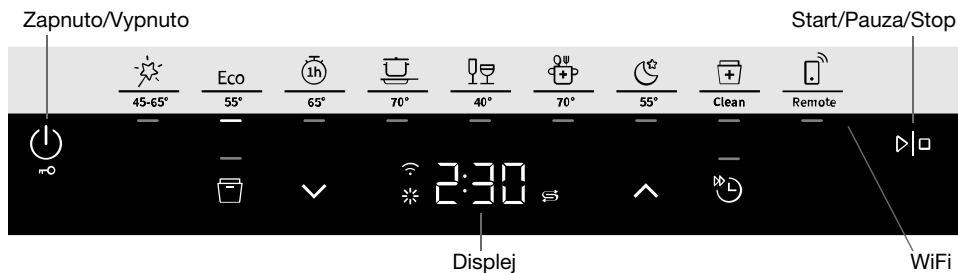 Zapnuto/Vypnuto
Start/Pauza/Stop
Eco
1h
45-65°
55°
65°
70°
40°
70°
55°
Clean
Remote
2:30
Displej
WiFi